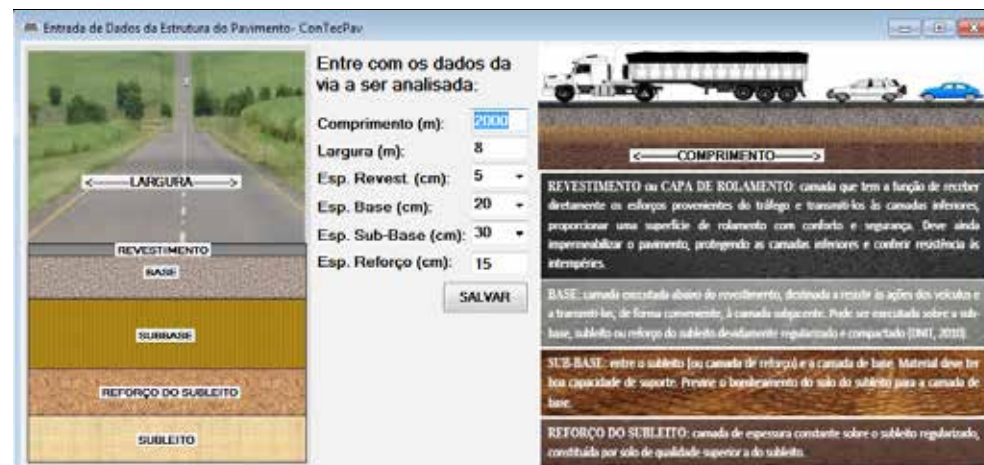 Entrada de Dados da Estrutura do Pavimento- ConTecPav
<——LARGURA——>
REVESTIMENTO
BASE
SUBBASE
REFORÇO DO SUBLEITO
SUBLEITO
Entre com os dados da
via a ser analisada:
Comprimento (m): 2000
Largura (m): 8
Esp. Revest. (cm): 5
Esp. Base (cm): 20
Esp. Sub-Base (cm): 30
Esp. Reforço (cm): 15
SALVAR
<——COMPRIMENTO——>
REVESTIMENTO ou CAPA DE ROLAMENTO: camada que tem a função de receber
diretamente os esforços provenientes do tráfego e transmiti-los às camadas inferiores,
proporcionar uma superfície de rolamento com conforto e segurança. Deve ainda
impermeabilizar o pavimento, protegendo as camadas inferiores e conferir resistência às
intempéries.
BASE: camada executada abaixo do revestimento, destinada a resistir às ações dos veículos e
a transmiti-los, de forma conveniente, à camada subjacente. Pode ser executada sobre a sub-
base, subleito ou reforço do subleito devidamente regularizado e compactado (DNIT, 2010).
SUB-BASE: entre o subleito (ou camada de reforço) e a camada de base. Material deve ter
boa capacidade de suporte. Previne o bombeamento do solo do subleito para a camada de
base.
REFORÇO DO SUBLEITO: camada de espessura constante sobre o subleito regularizado,
constituída por solo de qualidade superior a do subleito.